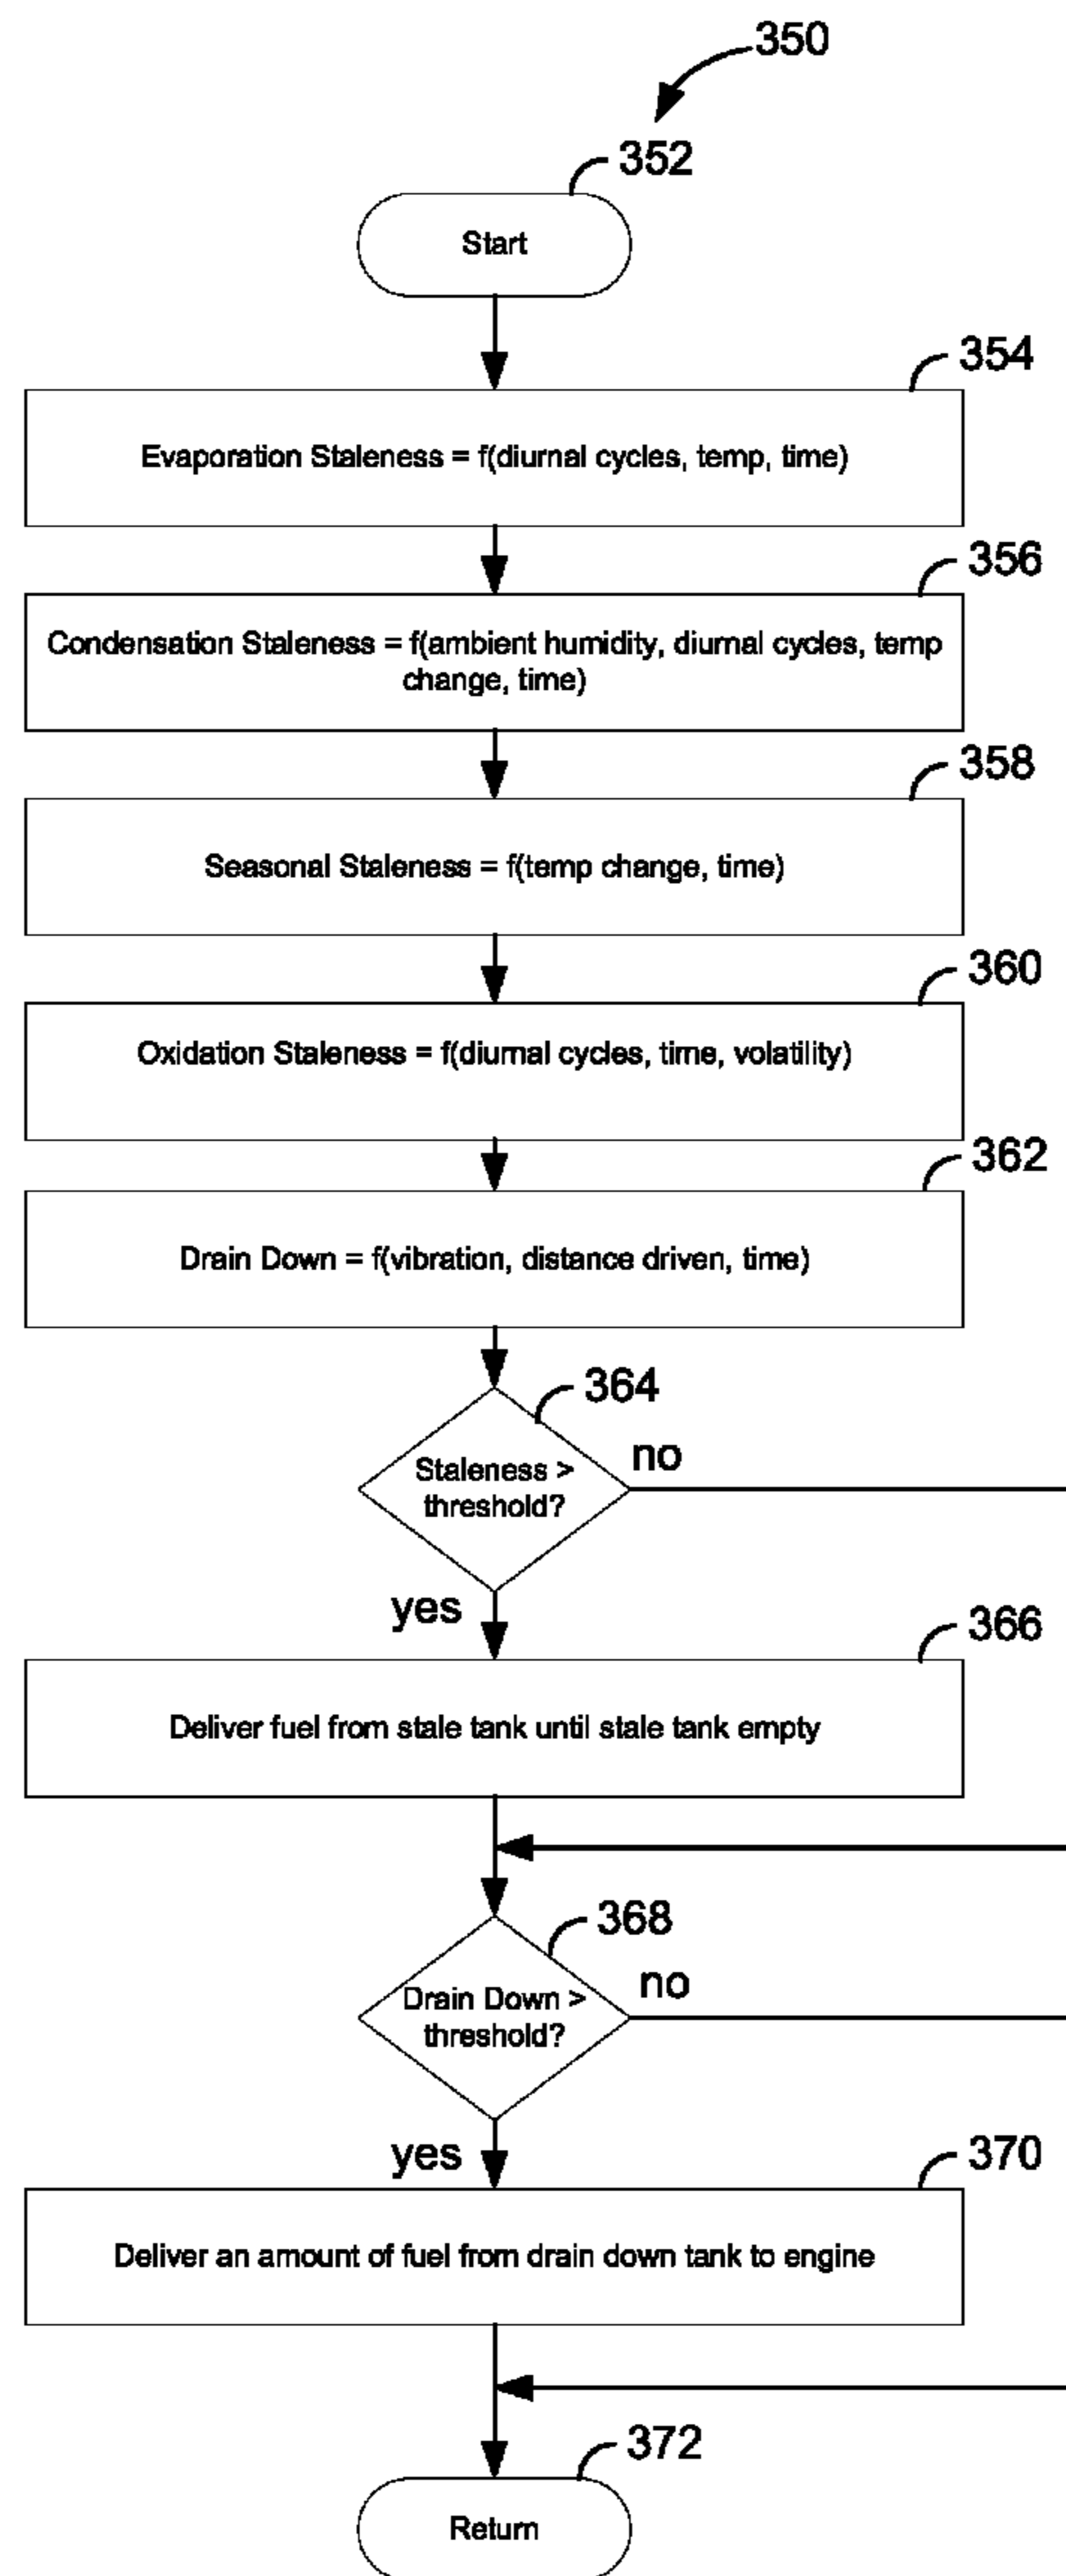 350
352
Start
354
Evaporation Staleness = f(diurnal cycles, temp, time)
356
Condensation Staleness = f(ambient humidity, diurnal cycles, temp
change, time)
358
Seasonal Staleness = f(temp change, time)
360
Oxidation Staleness = f(diurnal cycles, time, volatility)
362
Drain Down = f(vibration, distance driven, time)
364
Staleness >
threshold?
no
yes
366
Deliver fuel from stale tank until stale tank empty
368
Drain Down >
threshold?
no
yes
370
Deliver an amount of fuel from drain down tank to engine
372
Return